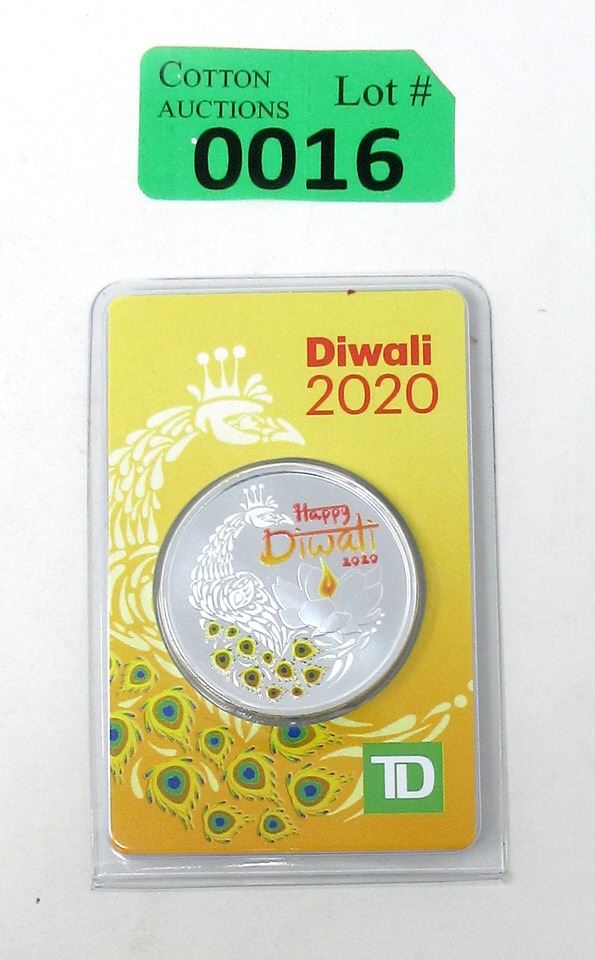 COTTON
AUCTIONS
Lot #
0016
Diwali
2020
Happy
Diwali
2020
TD